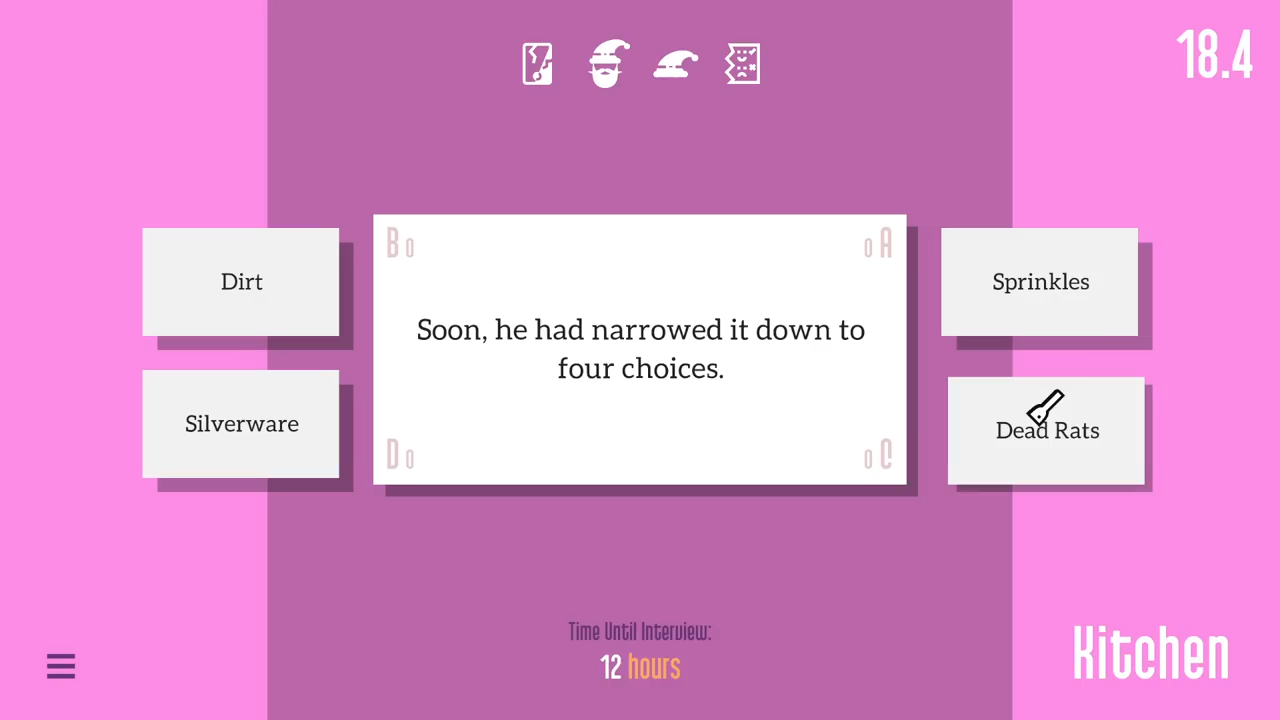 18.4
B 0
0 A
Dirt
Sprinkles
Soon, he had narrowed it down to
four choices.
Silverware
Dead Rats
D 0
0 C
Time Until Interview:
12 hours
Kitchen